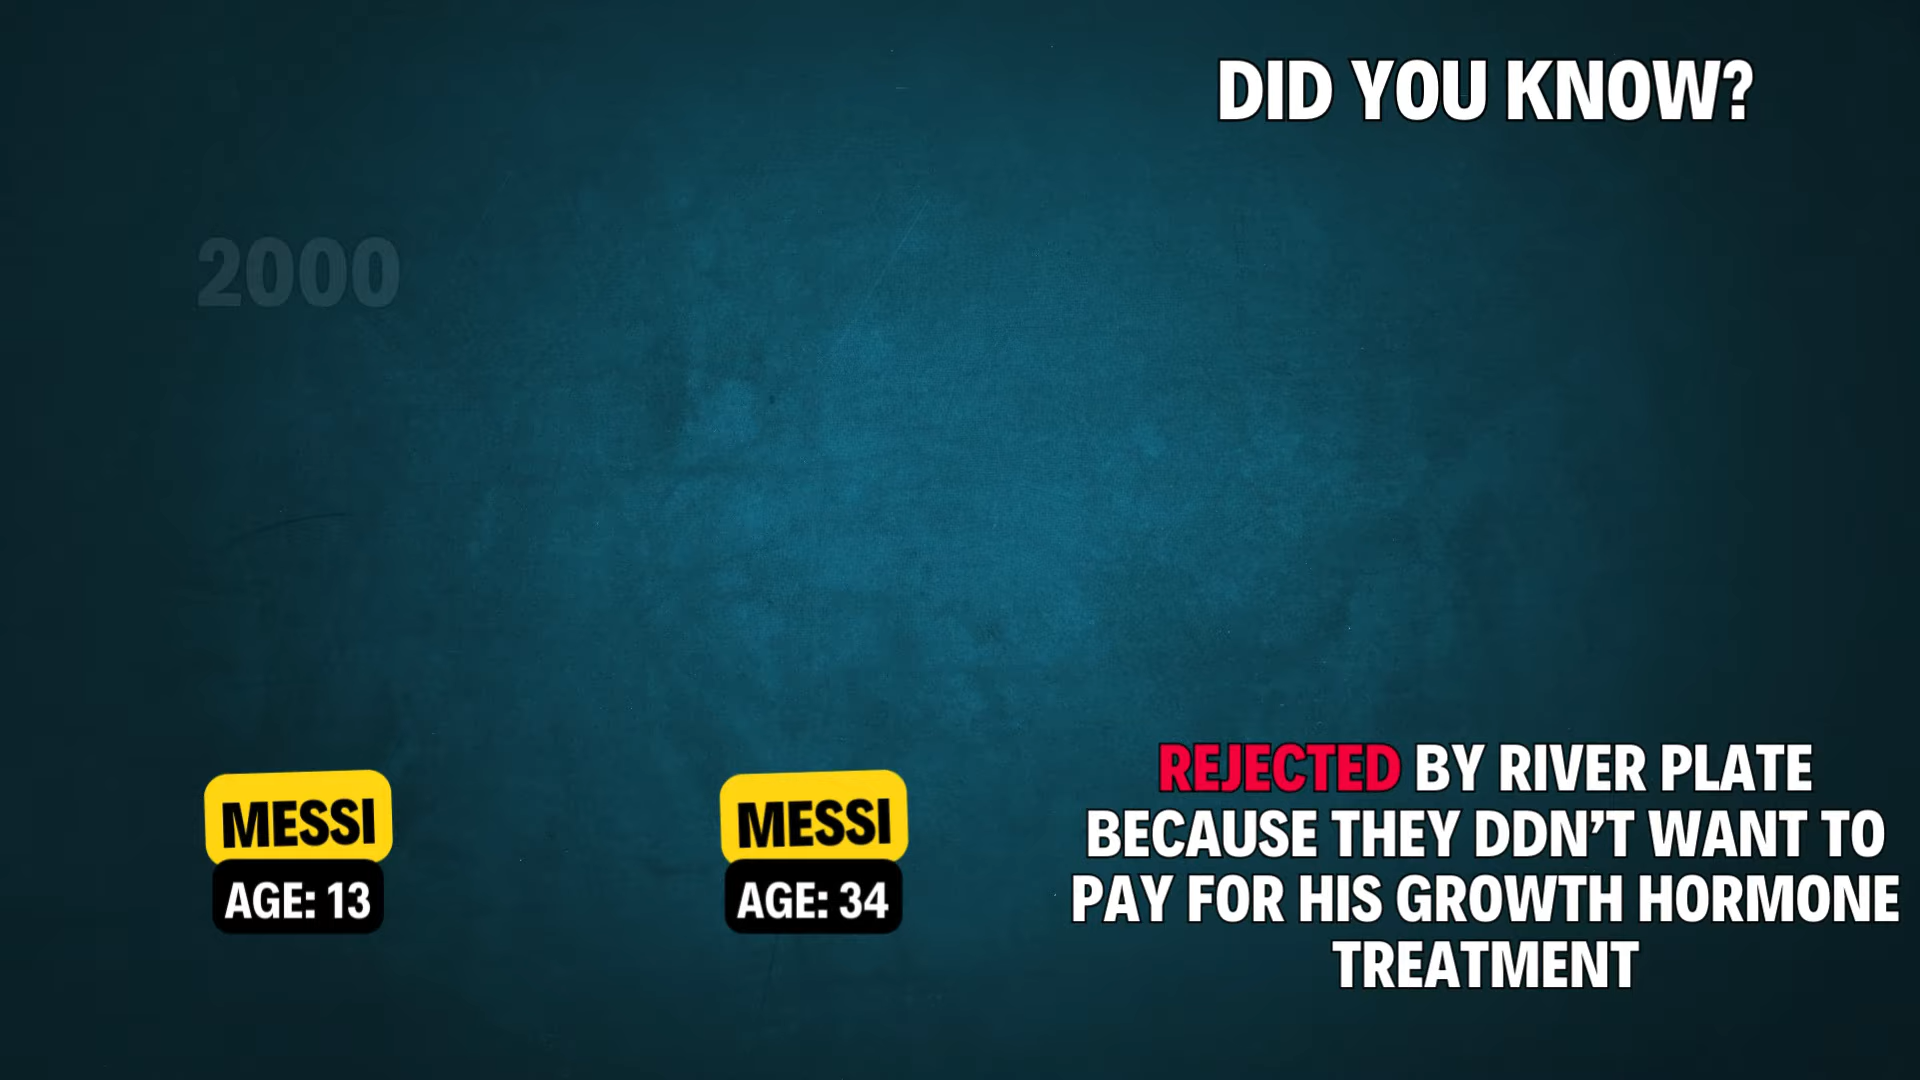 DID YOU KNOW?
2000
MESSI
AGE: 13
MESSI
AGE: 34
REJECTED BY RIVER PLATE
BECAUSE THEY DDN'T WANT TO
PAY FOR HIS GROWTH HORMONE
TREATMENT